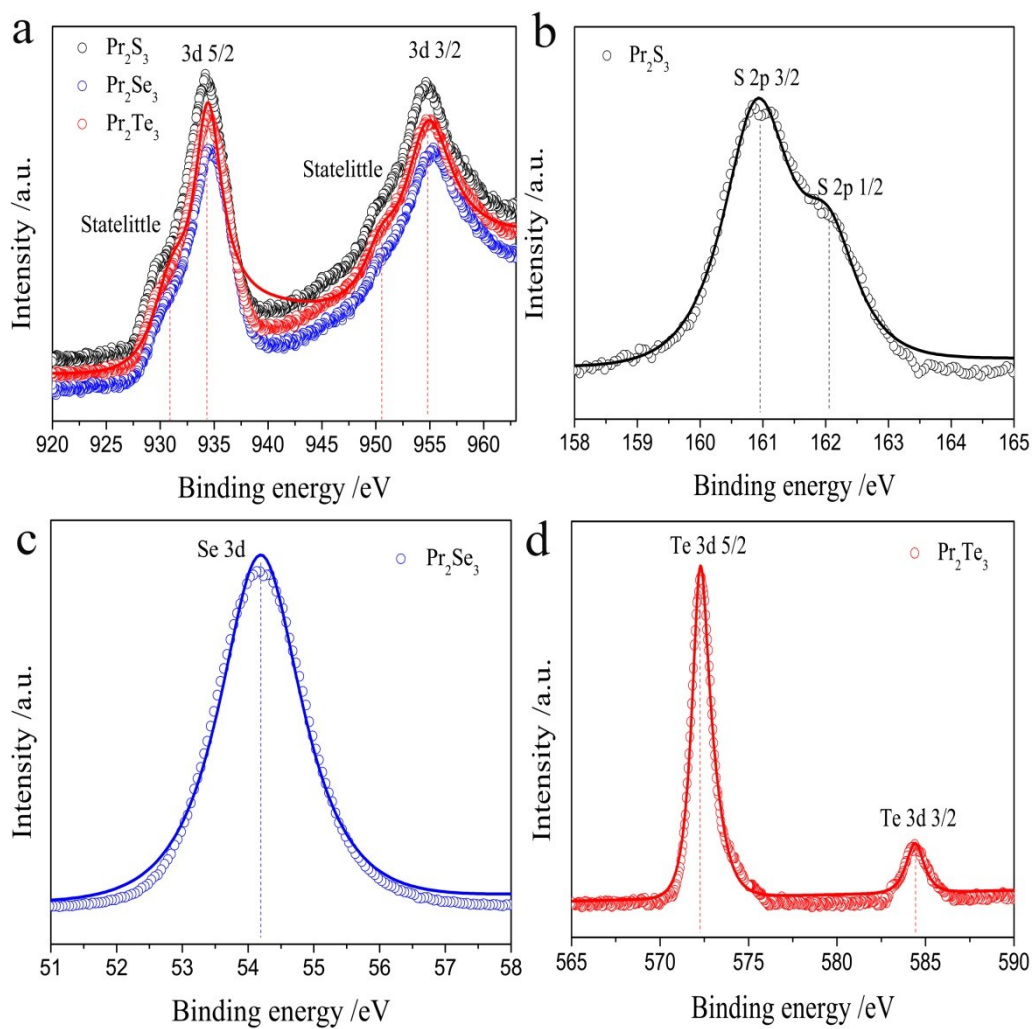 a
Pr₂S₃
Pr₂Se₃
Pr₂Te₃
3d 5/2
3d 3/2
Statelittle
Statelittle
Intensity /a.u.
920 925 930 935 940 945 950 955 960
Binding energy /eV
b
Pr₂S₃
S 2p 3/2
S 2p 1/2
Intensity /a.u.
158 159 160 161 162 163 164 165
Binding energy /eV
c
Se 3d
Pr₂Se₃
Intensity /a.u.
51 52 53 54 55 56 57 58
Binding energy /eV
d
Te 3d 5/2
Pr₂Te₃
Te 3d 3/2
Intensity /a.u.
565 570 575 580 585 590
Binding energy /eV